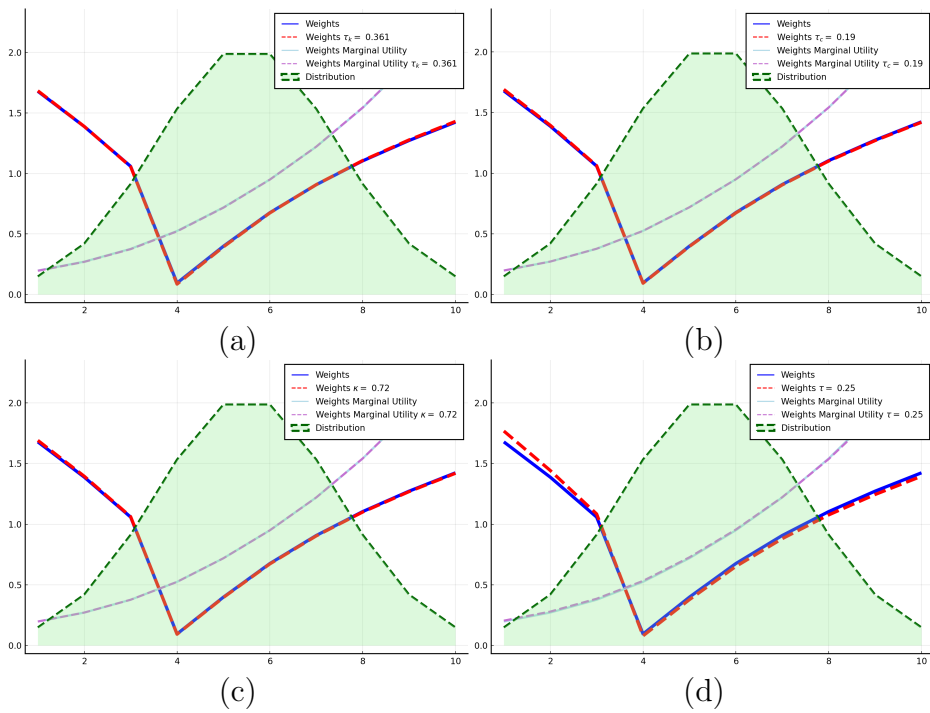 Weights
Weights τ_k = 0.361
Weights Marginal Utility
Weights Marginal Utility τ_k = 0.361
Distribution
2.0
1.5
1.0
0.5
0.0
2 4 6 8 10
(a)
Weights
Weights τ_c = 0.19
Weights Marginal Utility
Weights Marginal Utility τ_c = 0.19
Distribution
2.0
1.5
1.0
0.5
0.0
2 4 6 8 10
(b)
Weights
Weights κ = 0.72
Weights Marginal Utility
Weights Marginal Utility κ = 0.72
Distribution
2.0
1.5
1.0
0.5
0.0
2 4 6 8 10
(c)
Weights
Weights τ = 0.25
Weights Marginal Utility
Weights Marginal Utility τ = 0.25
Distribution
2.0
1.5
1.0
0.5
0.0
2 4 6 8 10
(d)